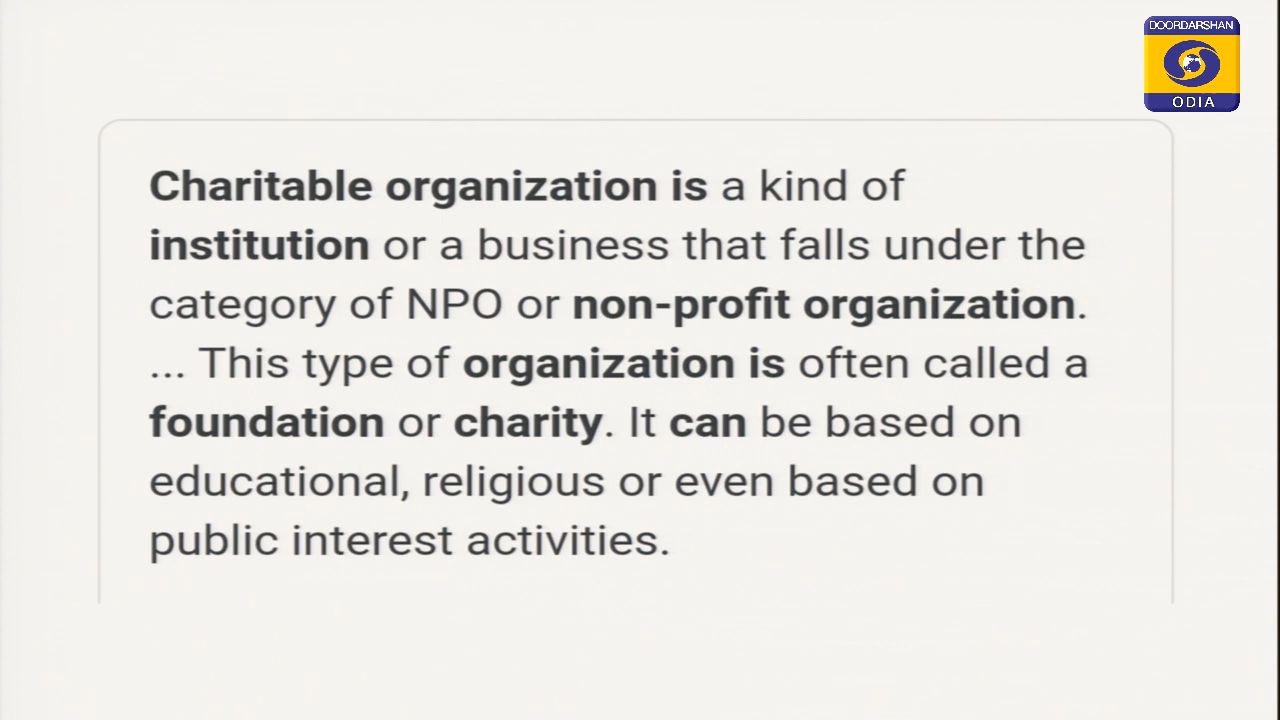 DOORDARSHAN
ODIA
Charitable organization is a kind of
institution or a business that falls under the
category of NPO or non-profit organization.
... This type of organization is often called a
foundation or charity. It can be based on
educational, religious or even based on
public interest activities.